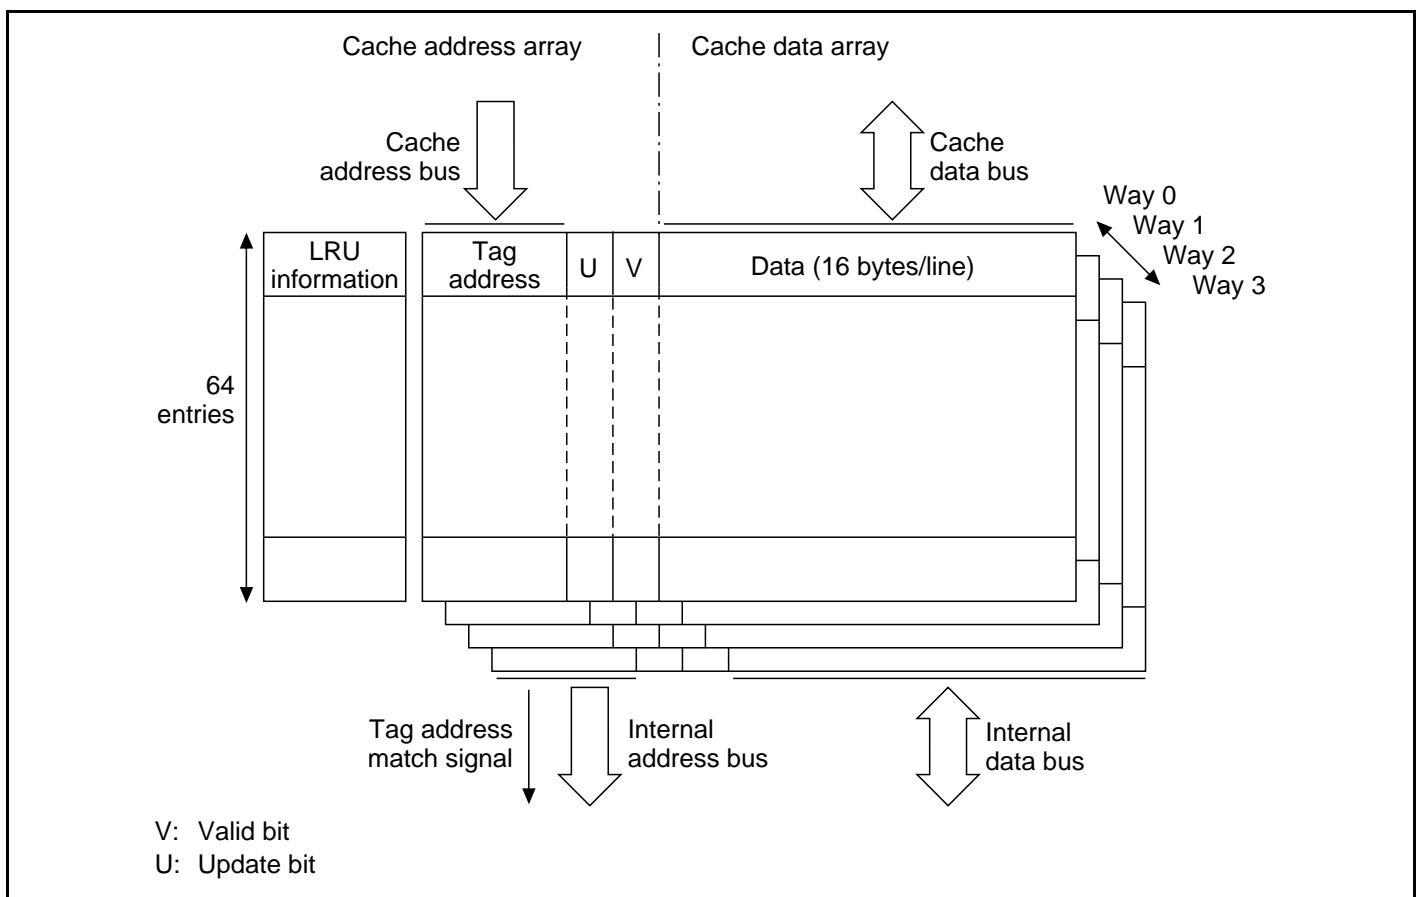 Cache address array
Cache data array
Cache
address bus
Cache
data bus
Way 0
Way 1
Way 2
Way 3
LRU
information
Tag
address
U
V
Data (16 bytes/line)
64
entries
Tag address
match signal
Internal
address bus
Internal
data bus
V: Valid bit
U: Update bit